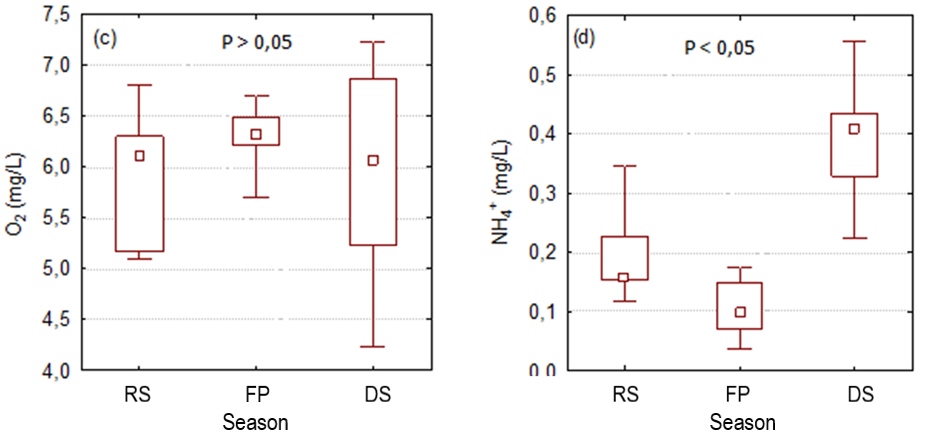 (c)
P > 0,05
7,5
7,0
6,5
6,0
5,5
5,0
4,5
4,0
O2 (mg/L)
RS FP DS
Season
(d)
P < 0,05
0,6
0,5
0,4
0,3
0,2
0,1
0,0
NH4+ (mg/L)
RS FP DS
Season